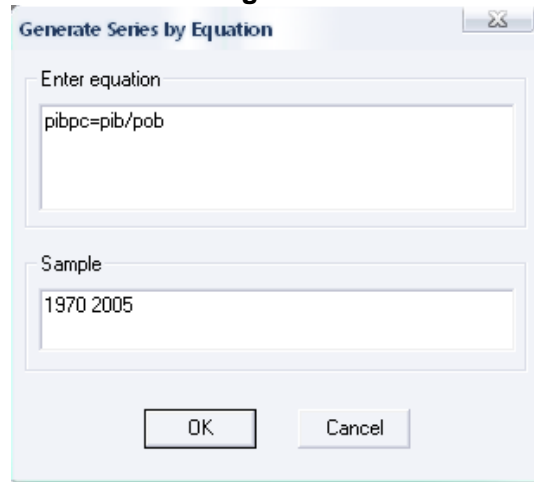 Generate Series by Equation
Enter equation
pibpc=pib/pob
Sample
1970 2005
OK
Cancel